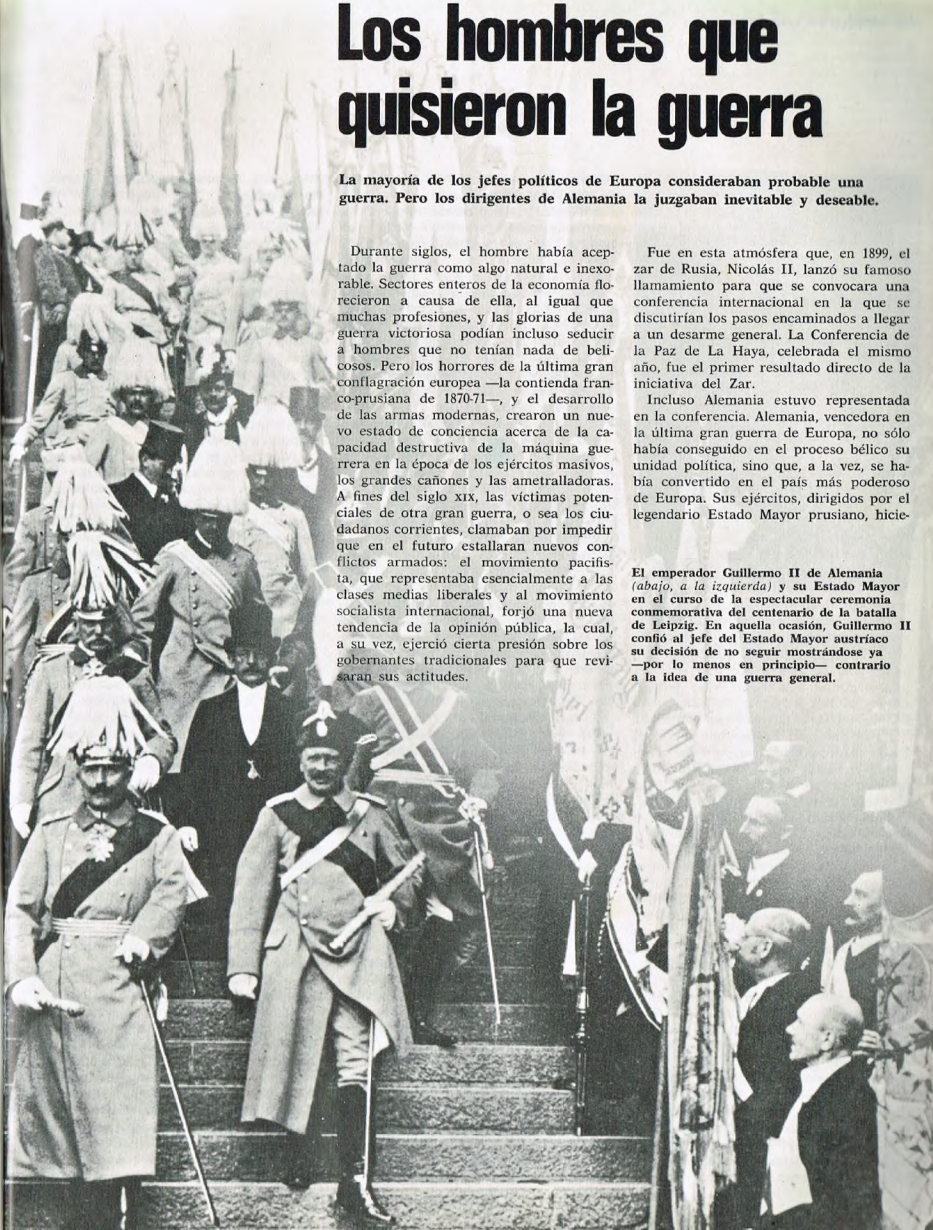 Los hombres que
quisieron la guerra
La mayoría de los jefes políticos de Europa consideraban probable una
guerra. Pero los dirigentes de Alemania la juzgaban inevitable y deseable.
Durante siglos, el hombre había acep-
tado la guerra como algo natural e inexo-
rable. Sectores enteros de la economía flo-
recieron a causa de ella, al igual que
muchas profesiones, y las glorias de una
guerra victoriosa podían incluso seducir
a hombres que no tenían nada de beli-
cosos. Pero los horrores de la última gran
conflagración europea —la contienda fran-
co-prusiana de 1870-71—, y el desarrollo
de las armas modernas, crearon un nue-
vo estado de conciencia acerca de la ca-
pacidad destructiva de la máquina gue-
rrera en la época de los ejércitos masivos,
los grandes cañones y las ametralladoras.
A fines del siglo XIX, las víctimas poten-
ciales de otra gran guerra, o sea los ciu-
dadanos corrientes, clamaban por impedir
que en el futuro estallaran nuevos con-
flictos armados: el movimiento pacifis-
ta, que representaba esencialmente a las
clases medias liberales y al movimiento
socialista internacional, forjó una nueva
tendencia de la opinión pública, la cual,
a su vez, ejerció cierta presión sobre los
gobernantes tradicionales para que revi-
saran sus actitudes.
Fue en esta atmósfera que, en 1899, el
zar de Rusia, Nicolás II, lanzó su famoso
llamamiento para que se convocara una
conferencia internacional en la que se
discutirían los pasos encaminados a llegar
a un desarme general. La Conferencia de
la Paz de La Haya, celebrada el mismo
año, fue el primer resultado directo de la
iniciativa del Zar.
Incluso Alemania estuvo representada
en la conferencia. Alemania, vencedora en
la última gran guerra de Europa, no sólo
había conseguido en el proceso bélico su
unidad política, sino que, a la vez, se ha-
bía convertido en el país más poderoso
de Europa. Sus ejércitos, dirigidos por el
legendario Estado Mayor prusiano, hicie-
El emperador Guillermo II de Alemania
(abajo, a la izquierda) y su Estado Mayor
en el curso de la espectacular ceremonia
conmemorativa del centenario de la batalla
de Leipzig. En aquella ocasión, Guillermo II
confió al jefe del Estado Mayor austríaco
su decisión de no seguir mostrándose ya
—por lo menos en principio— contrario
a la idea de una guerra general.